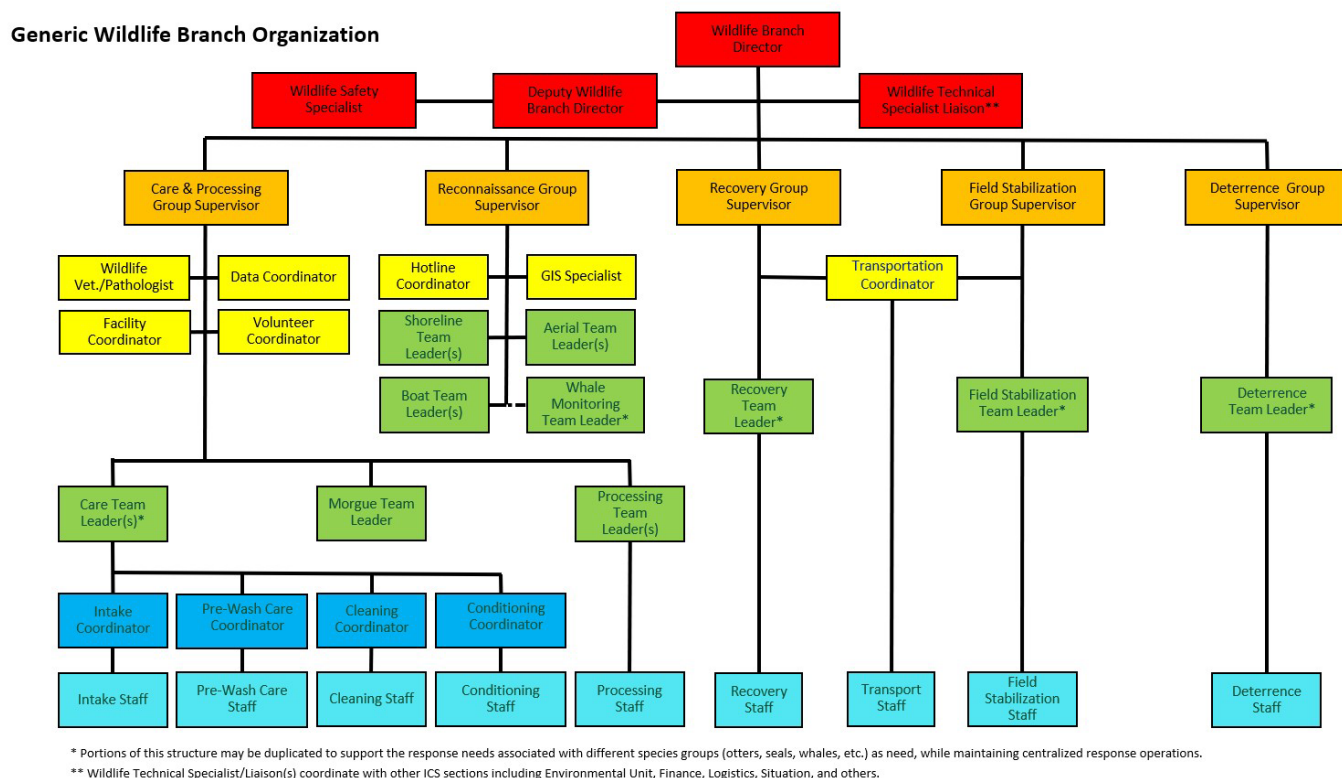 Generic Wildlife Branch Organization
Wildlife Branch
Director
Wildlife Safety
Specialist
Deputy Wildlife
Branch Director
Wildlife Technical
Specialist Liaison**
Care & Processing
Group Supervisor
Reconnaissance Group
Supervisor
Recovery Group
Supervisor
Field Stabilization
Group Supervisor
Deterrence Group
Supervisor
Wildlife
Vet./Pathologist
Data Coordinator
Hotline
Coordinator
GIS Specialist
Transportation
Coordinator
Facility
Coordinator
Volunteer
Coordinator
Shoreline
Team
Leader(s)
Aerial Team
Leader(s)
Boat Team
Leader(s)
Whale
Monitoring
Team Leader*
Recovery
Team
Leader*
Field Stabilization
Team Leader*
Deterrence
Team Leader*
Care Team
Leader(s)*
Morgue Team
Leader
Processing
Team
Leader(s)
Intake
Coordinator
Pre-Wash Care
Coordinator
Cleaning
Coordinator
Conditioning
Coordinator
Intake Staff
Pre-Wash Care
Staff
Cleaning Staff
Conditioning
Staff
Processing Staff
Recovery
Staff
Transport
Staff
Field
Stabilization
Staff
Deterrence Staff
* Portions of this structure may be duplicated to support the response needs associated with different species groups (otters, seals, whales, etc.) as need, while maintaining centralized response operations.
** Wildlife Technical Specialist/Liaison(s) coordinate with other ICS sections including Environmental Unit, Finance, Logistics, Situation, and others.